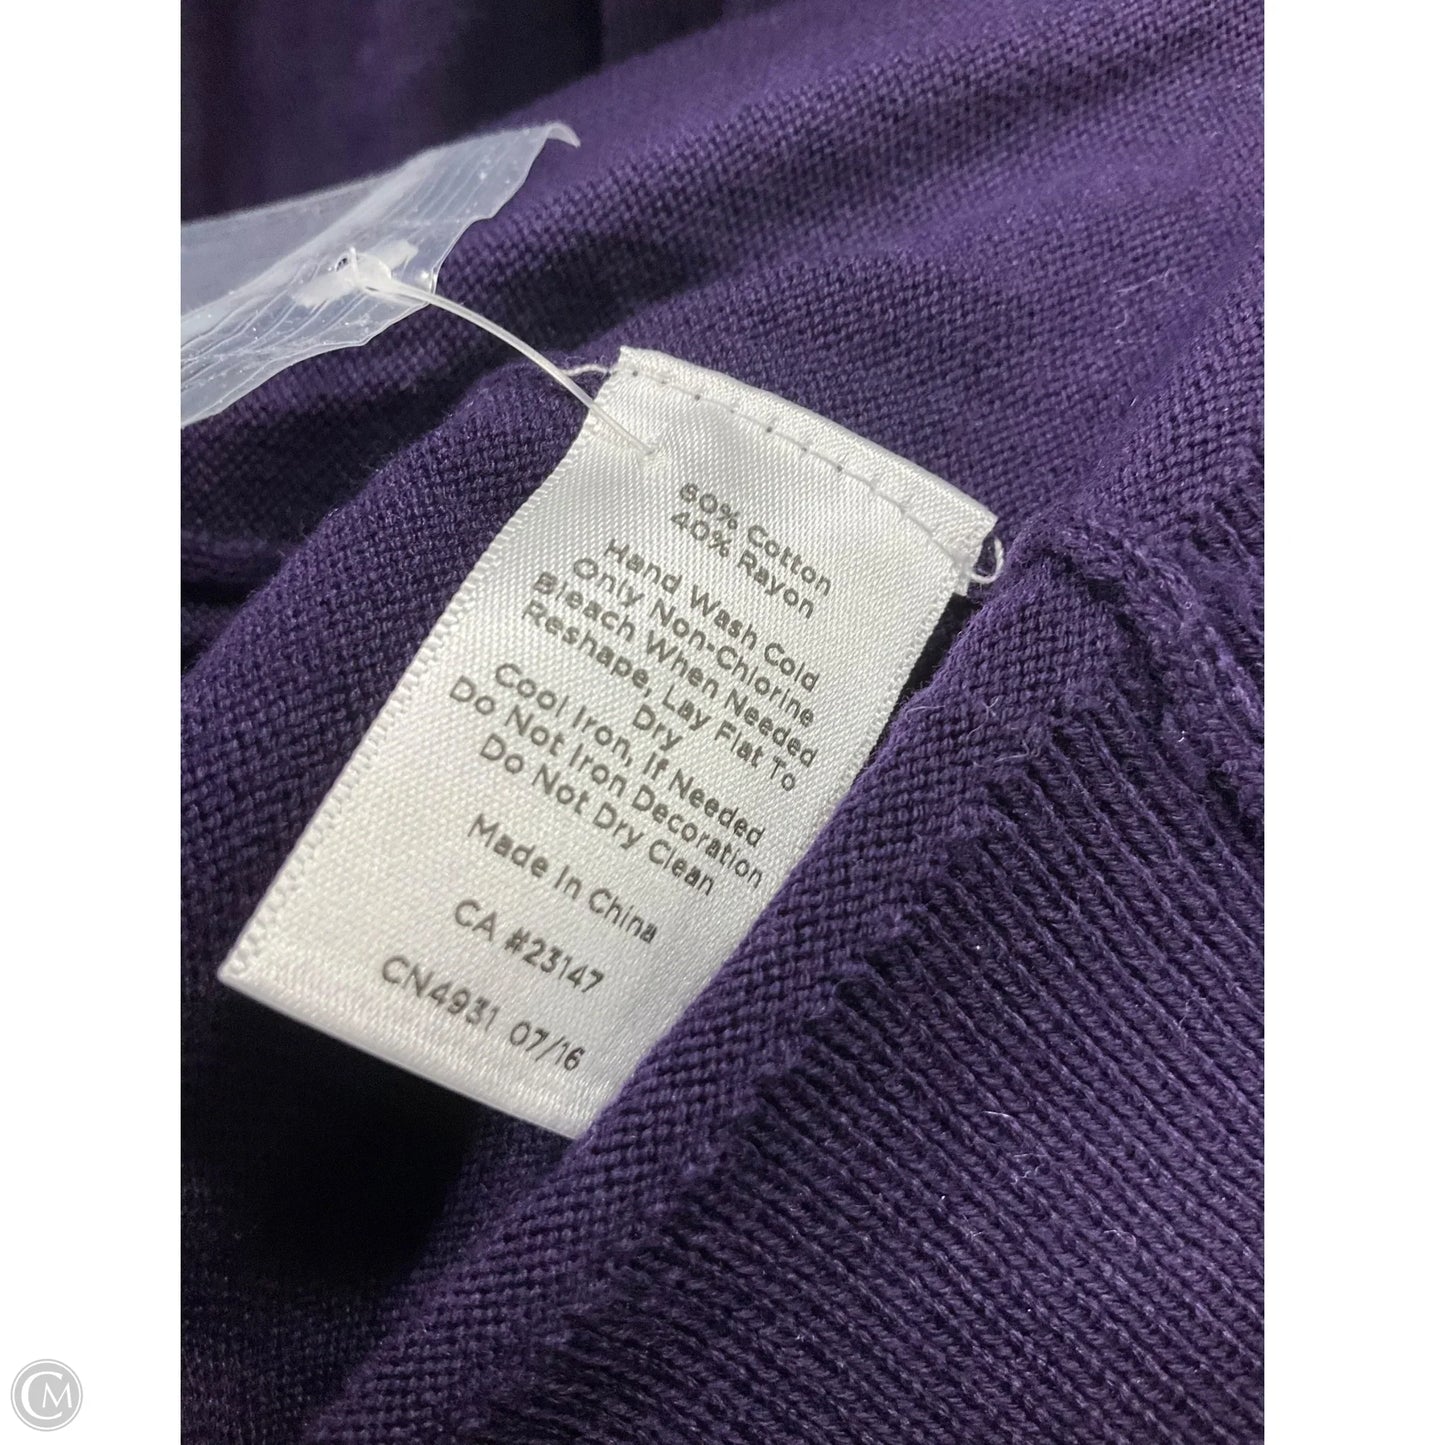 60% Cotton
40% Rayon
Hand Wash Cold
Only Non-Chlorine
Bleach When Needed
Reshape, Lay Flat To
Dry
Cool Iron, If Needed
Do Not Iron Decoration
Do Not Dry Clean
Made In China
CA #23147
CN4931 07/16
CM